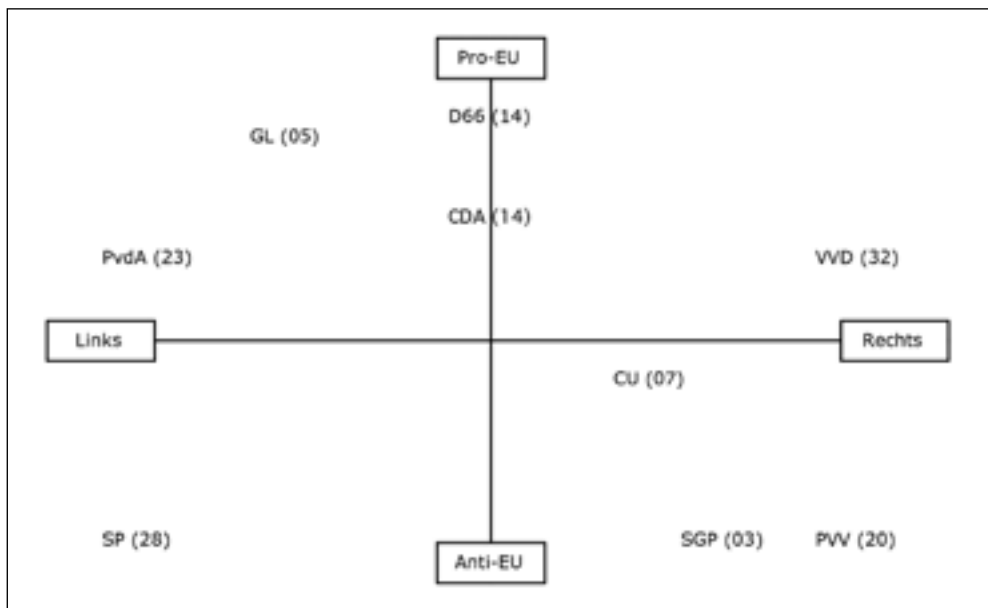 Pro-EU
D66 (14)
GL (05)
CDA (14)
PvdA (23)
VVD (32)
Links
Rechts
CU (07)
SP (28)
SGP (03)
PVV (20)
Anti-EU